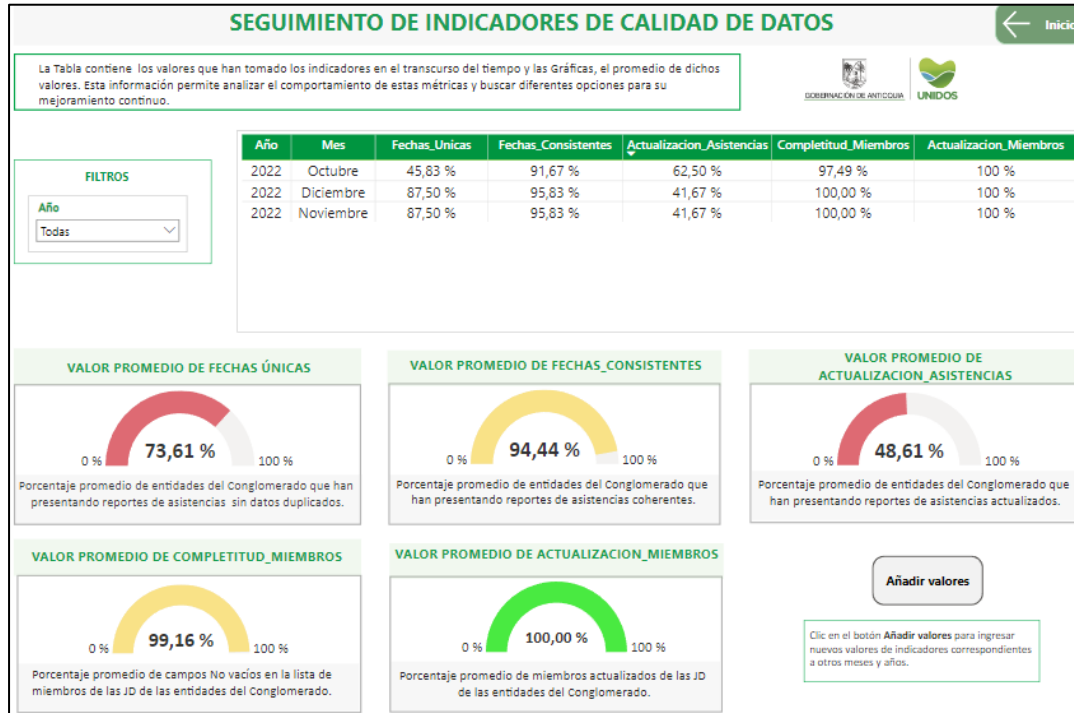 SEGUIMIENTO DE INDICADORES DE CALIDAD DE DATOS
Inicio
La Tabla contiene los valores que han tomado los indicadores en el transcurso del tiempo y las Gráficas, el promedio de dichos
valores. Esta información permite analizar el comportamiento de estas métricas y buscar diferentes opciones para su
mejoramiento continuo.
GOBERNACIÓN DE ANTIOQUIA
UNIDOS
FILTROS
Año
Todas
Año Mes Fechas_Unicas Fechas_Consistentes Actualizacion_Asistencias Completitud_Miembros Actualizacion_Miembros
2022 Octubre 45,83 % 91,67 % 62,50 % 97,49 % 100 %
2022 Diciembre 87,50 % 95,83 % 41,67 % 100,00 % 100 %
2022 Noviembre 87,50 % 95,83 % 41,67 % 100,00 % 100 %
VALOR PROMEDIO DE FECHAS ÚNICAS
73,61 %
0 % 100 %
Porcentaje promedio de entidades del Conglomerado que han
presentando reportes de asistencias sin datos duplicados.
VALOR PROMEDIO DE FECHAS_CONSISTENTES
94,44 %
0 % 100 %
Porcentaje promedio de entidades del Conglomerado que
han presentando reportes de asistencias coherentes.
VALOR PROMEDIO DE
ACTUALIZACION_ASISTENCIAS
48,61 %
0 % 100 %
Porcentaje promedio de entidades del Conglomerado que
han presentando reportes de asistencias actualizados.
VALOR PROMEDIO DE COMPLETITUD_MIEMBROS
99,16 %
0 % 100 %
Porcentaje promedio de campos No vacíos en la lista de
miembros de las JD de las entidades del Conglomerado.
VALOR PROMEDIO DE ACTUALIZACION_MIEMBROS
100,00 %
0 % 100 %
Porcentaje promedio de miembros actualizados de las JD
de las entidades del Conglomerado.
Añadir valores
Clic en el botón Añadir valores para ingresar
nuevos valores de indicadores correspondientes
a otros meses y años.